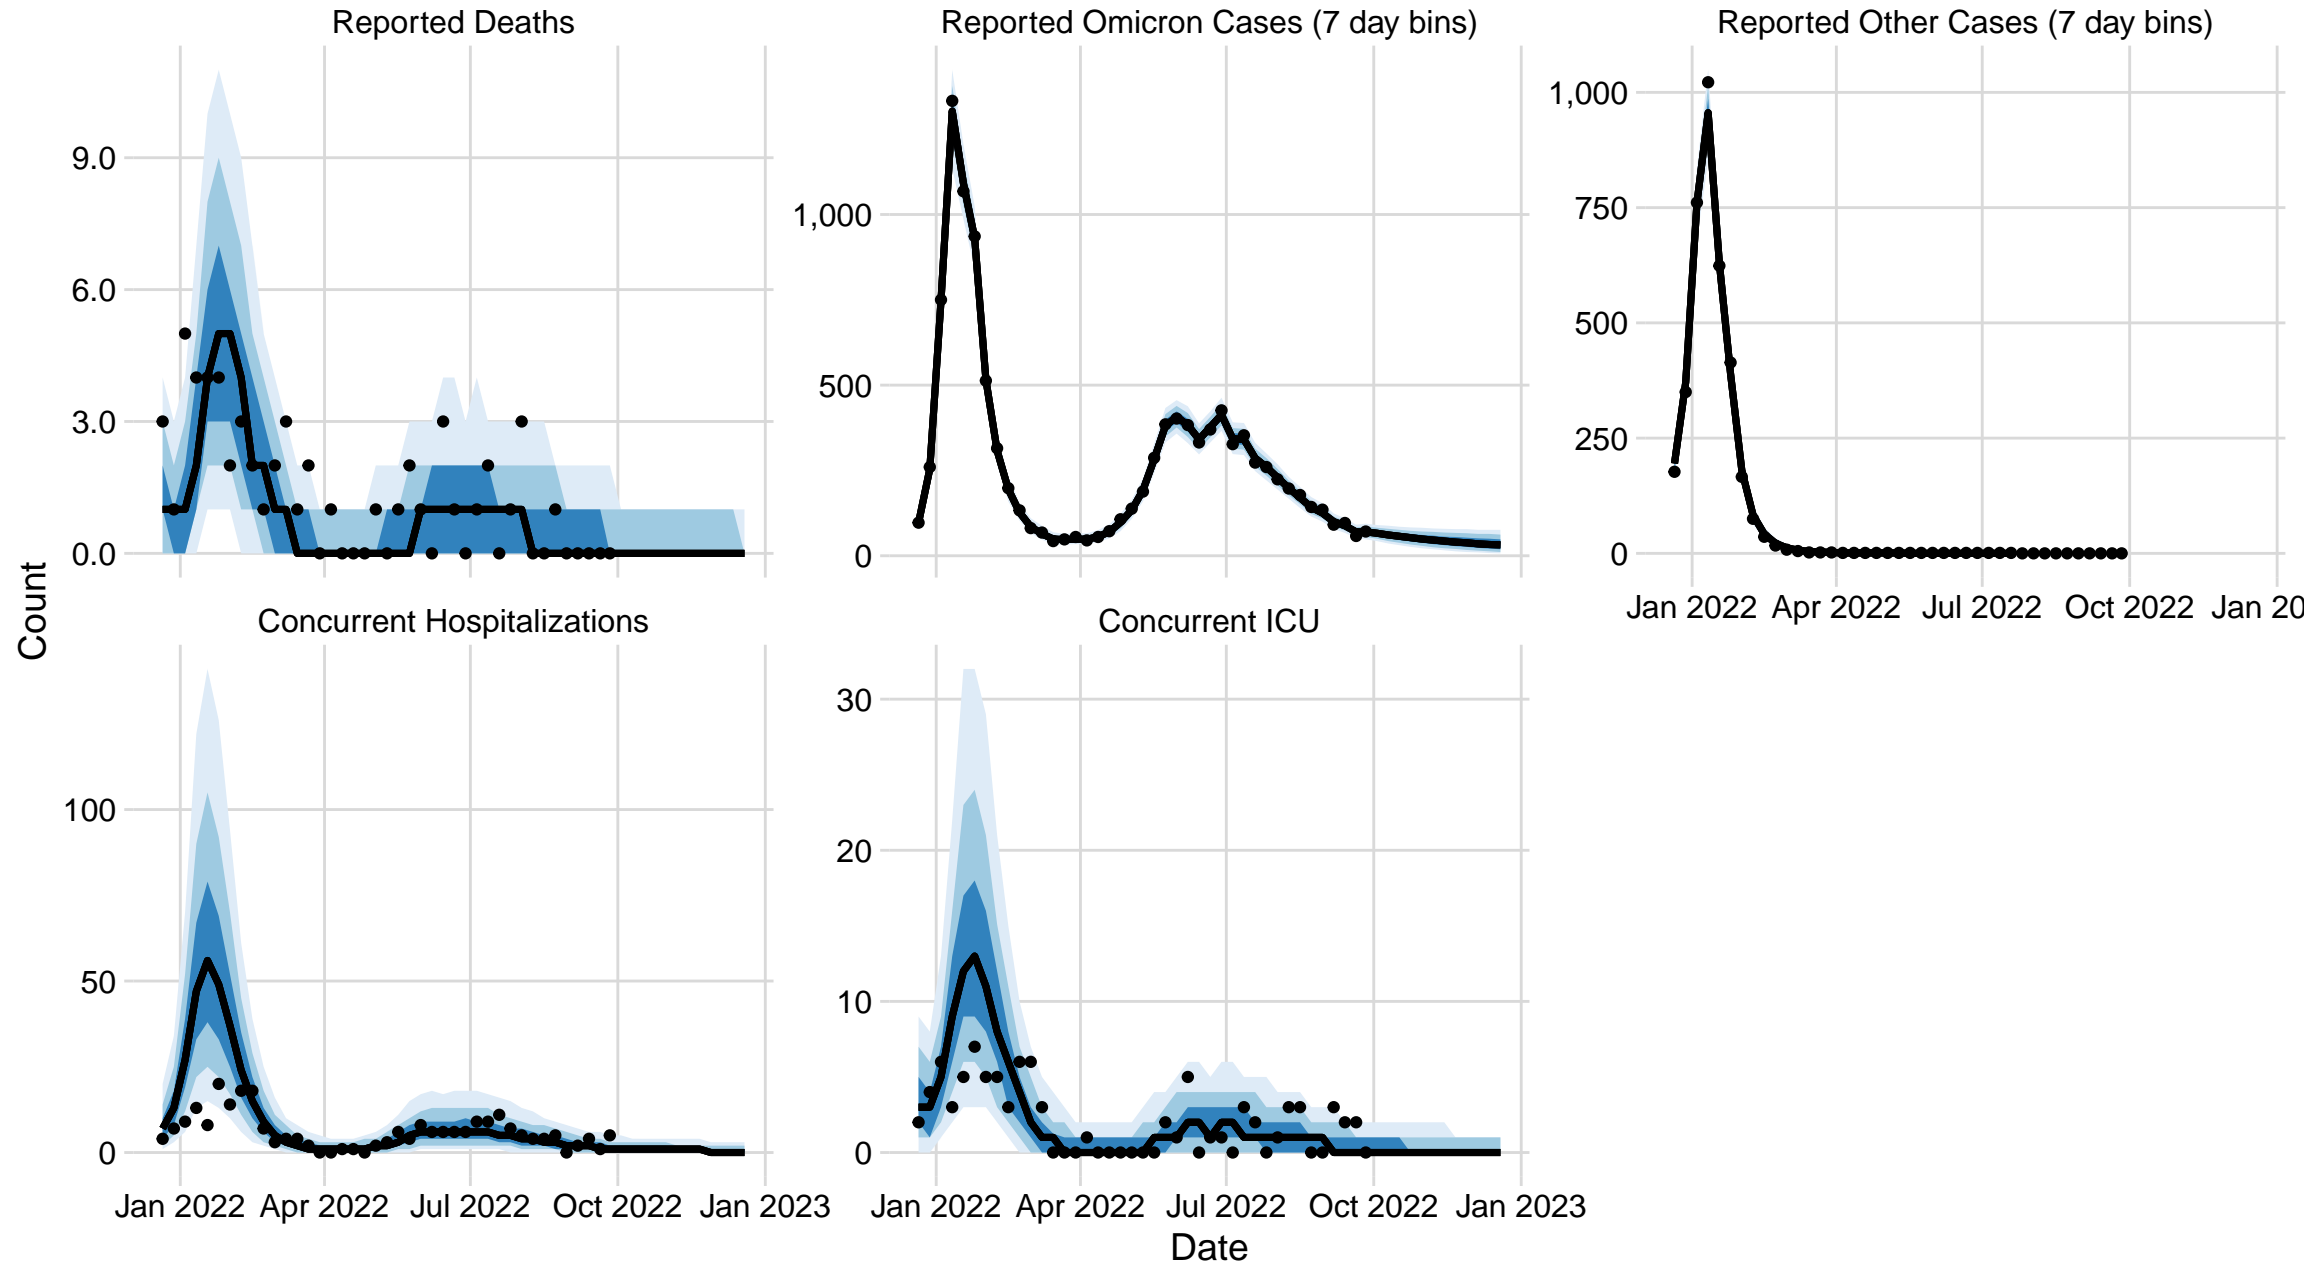 Reported Deaths
Reported Omicron Cases (7 day bins)
Reported Other Cases (7 day bins)
9.0
6.0
3.0
0.0
1,000
500
0
1,000
750
500
250
0
Jan 2022 Apr 2022 Jul 2022 Oct 2022 Jan 20
Count
Concurrent Hospitalizations
Concurrent ICU
100
50
0
30
20
10
0
Jan 2022 Apr 2022 Jul 2022 Oct 2022 Jan 2023
Jan 2022 Apr 2022 Jul 2022 Oct 2022 Jan 2023
Date